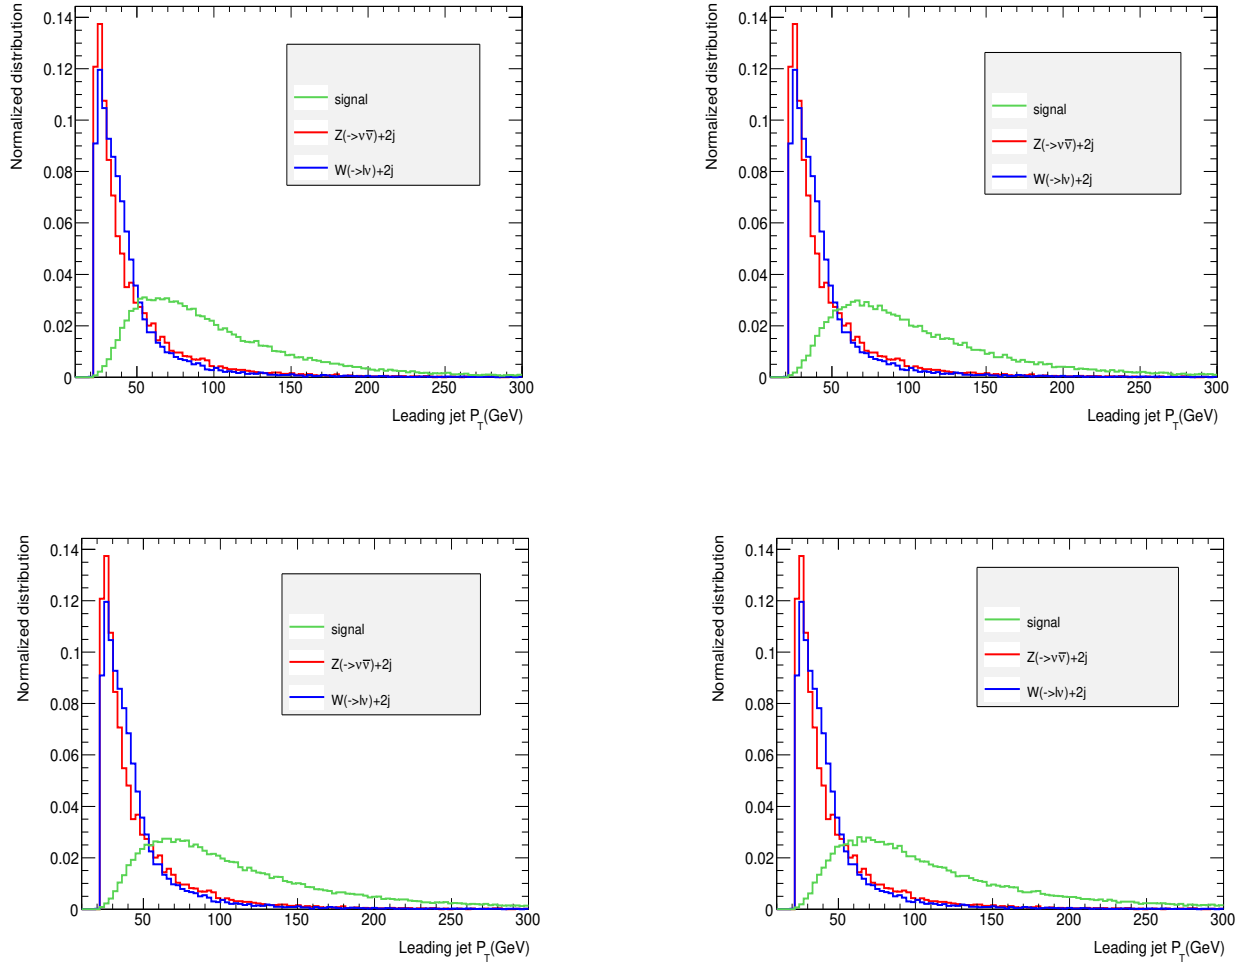 Normalized distribution
0.14
0.12
0.1
0.08
0.06
0.04
0.02
0
signal
Z(->νν̅)+2j
W(->lν)+2j
50 100 150 200 250 300
Leading jet P_T(GeV)
Normalized distribution
0.14
0.12
0.1
0.08
0.06
0.04
0.02
0
signal
Z(->νν̅)+2j
W(->lν)+2j
50 100 150 200 250 300
Leading jet P_T(GeV)
Normalized distribution
0.14
0.12
0.1
0.08
0.06
0.04
0.02
0
signal
Z(->νν̅)+2j
W(->lν)+2j
50 100 150 200 250 300
Leading jet P_T(GeV)
Normalized distribution
0.14
0.12
0.1
0.08
0.06
0.04
0.02
0
signal
Z(->νν̅)+2j
W(->lν)+2j
50 100 150 200 250 300
Leading jet P_T(GeV)